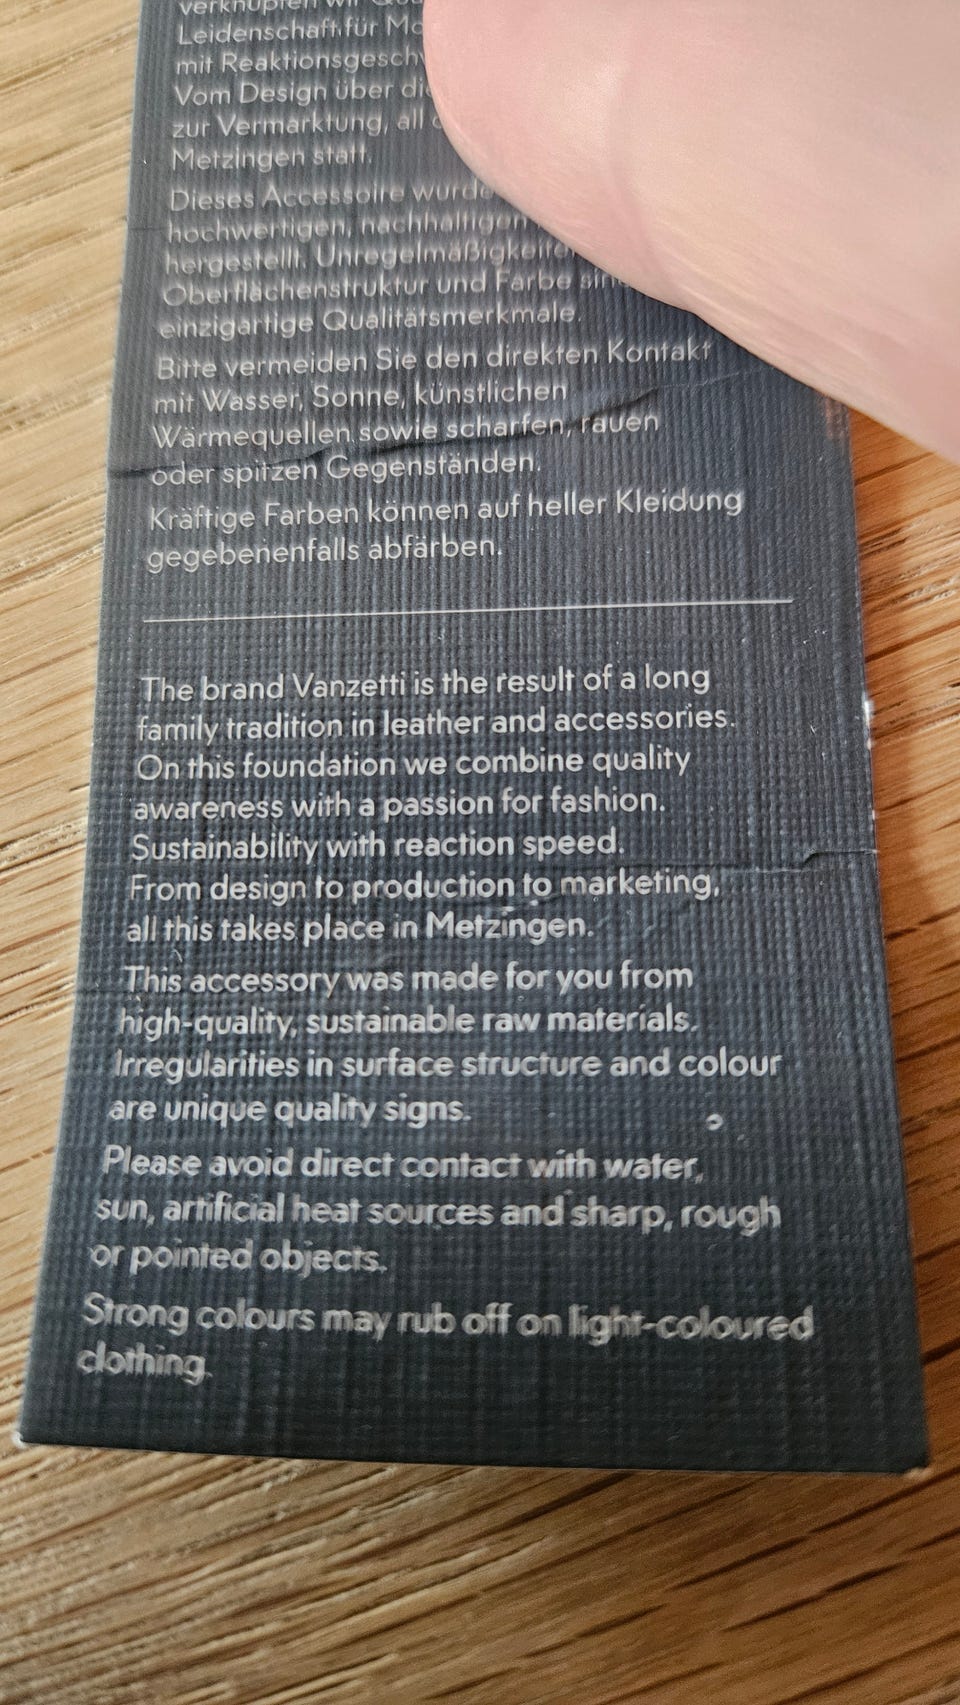 verknüpfen wir
Leidenschaft für
mit
Vom Design über
zur Vermarktung, all
Metzingen statt.
Dieses Accessoire wurde
hochwertigen, nachhaltigen
hergestellt.
Oberflächenstruktur und Farbe
einzigartige Qualitätsmerkmale.
Bitte vermeiden Sie den direkten Kontakt
mit Wasser, Sonne, künstlichen
Wärmequellen sowie scharfen, rauen
oder spitzen Gegenständen.
Kräftige Farben können auf heller Kleidung
gegebenenfalls abfärben.
The brand Vanzetti is the result of a long
family tradition in leather and accessories.
On this foundation we combine quality
awareness with a passion for fashion.
Sustainability with reaction speed.
From design to production to marketing,
all this takes place in Metzingen.
This accessory was made for you from
high-quality, sustainable raw materials.
Irregularities in surface structure and colour
are unique quality signs.
Please avoid direct contact with water,
sun, artificial heat sources and sharp, rough
or pointed objects.
Strong colours may rub off on light-coloured
clothing.